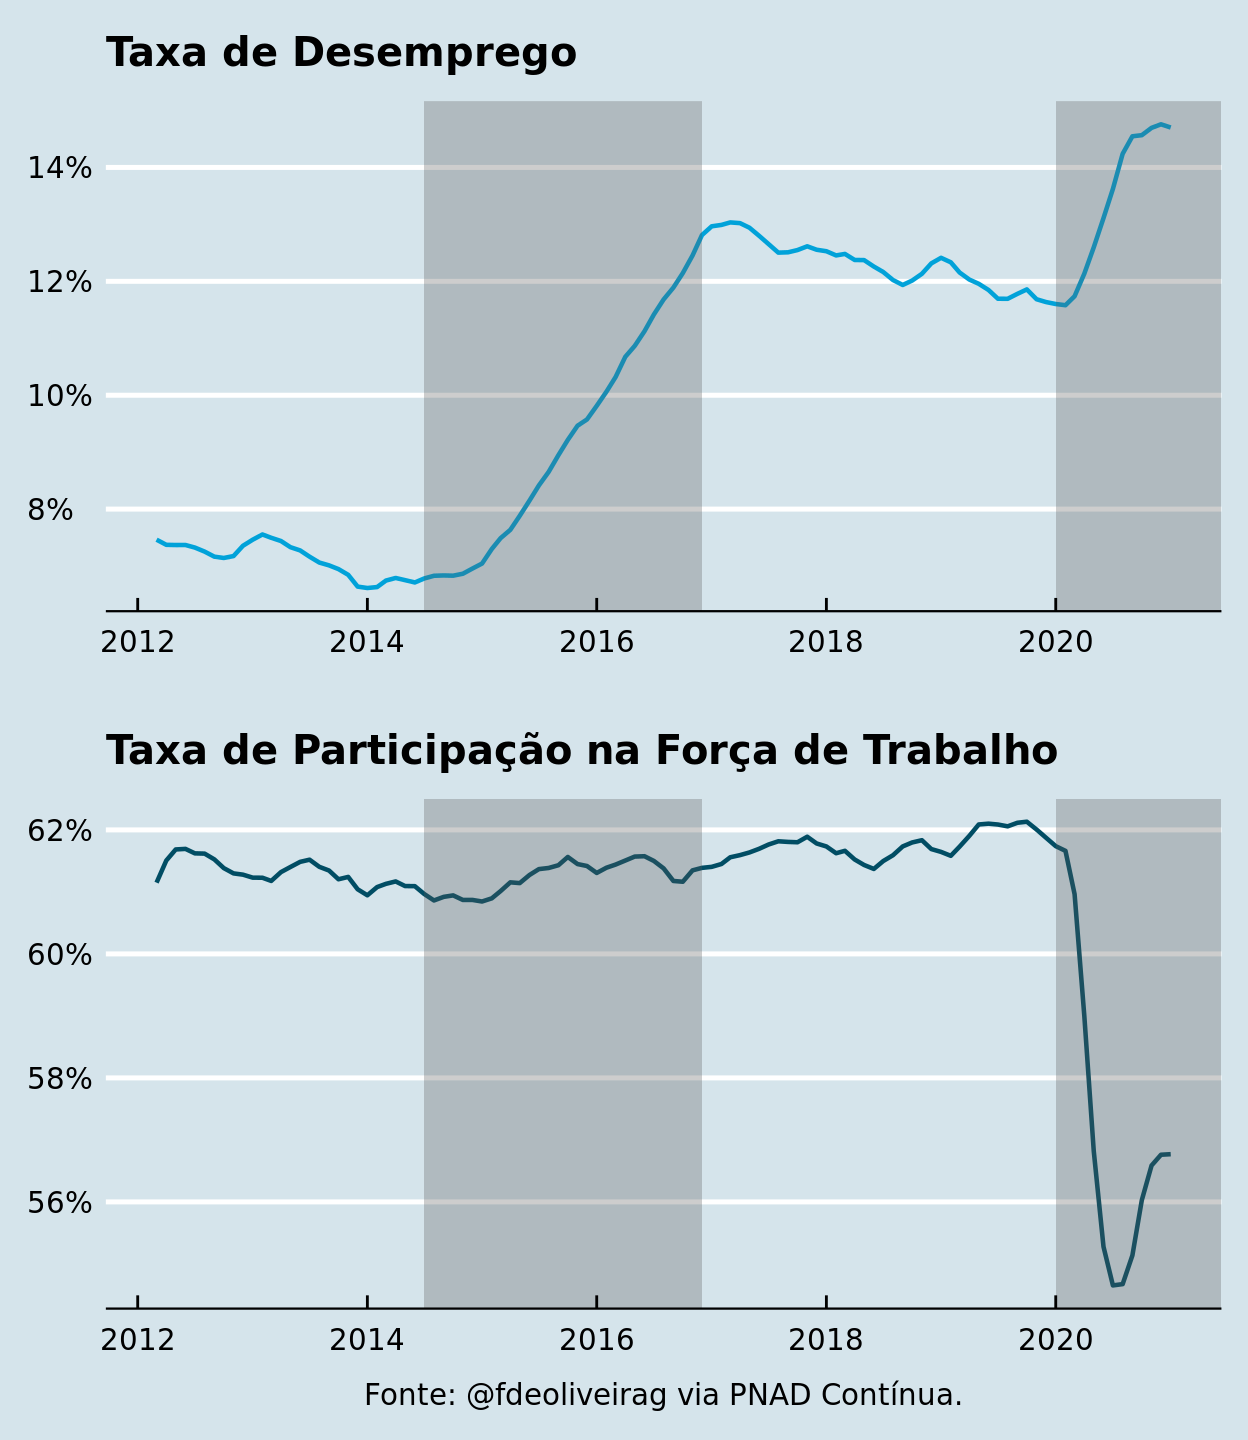 Taxa de Desemprego
14%
12%
10%
8%
2012 2014 2016 2018 2020
Taxa de Participação na Força de Trabalho
62%
60%
58%
56%
2012 2014 2016 2018 2020
Fonte: @fdeoliveirag via PNAD Contínua.